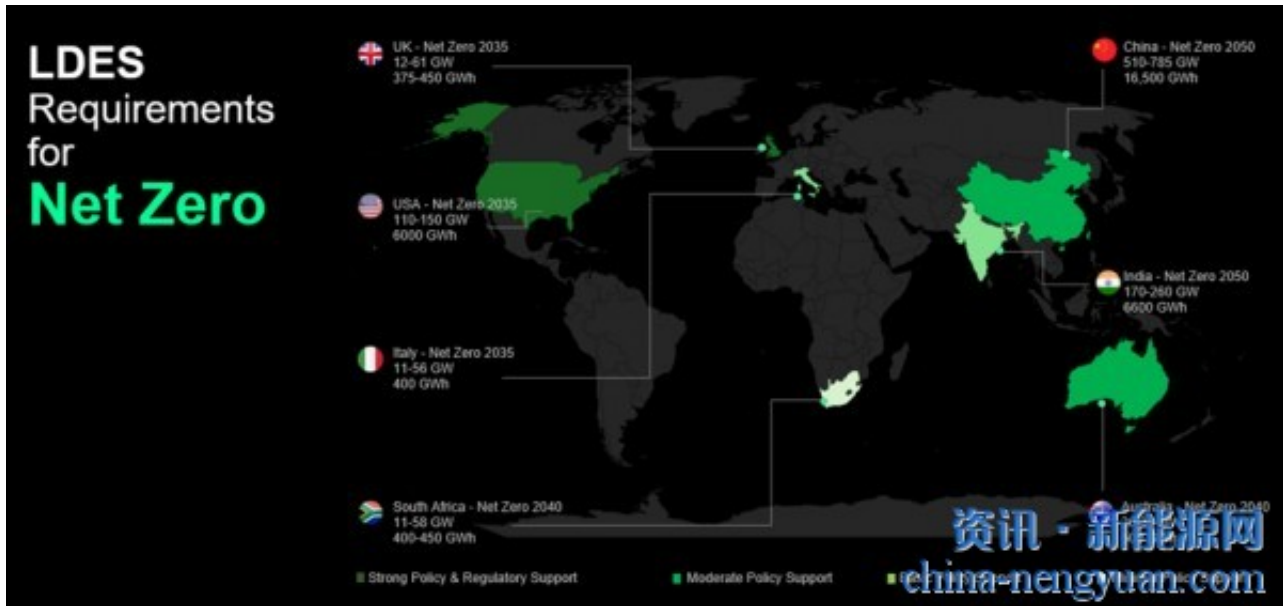 LDES
Requirements
for
Net Zero
UK - Net Zero 2035
12-61 GW
375-450 GWh
China - Net Zero 2050
510-785 GW
16,500 GWh
USA - Net Zero 2035
110-150 GW
6000 GWh
India - Net Zero 2050
170-260 GW
6600 GWh
Italy - Net Zero 2035
11-56 GW
400 GWh
South Africa - Net Zero 2040
11-58 GW
400-450 GWh
Australia - Net Zero 2040
资讯·新能源网
china-nengyuan.com
Strong Policy & Regulatory Support
Moderate Policy Support